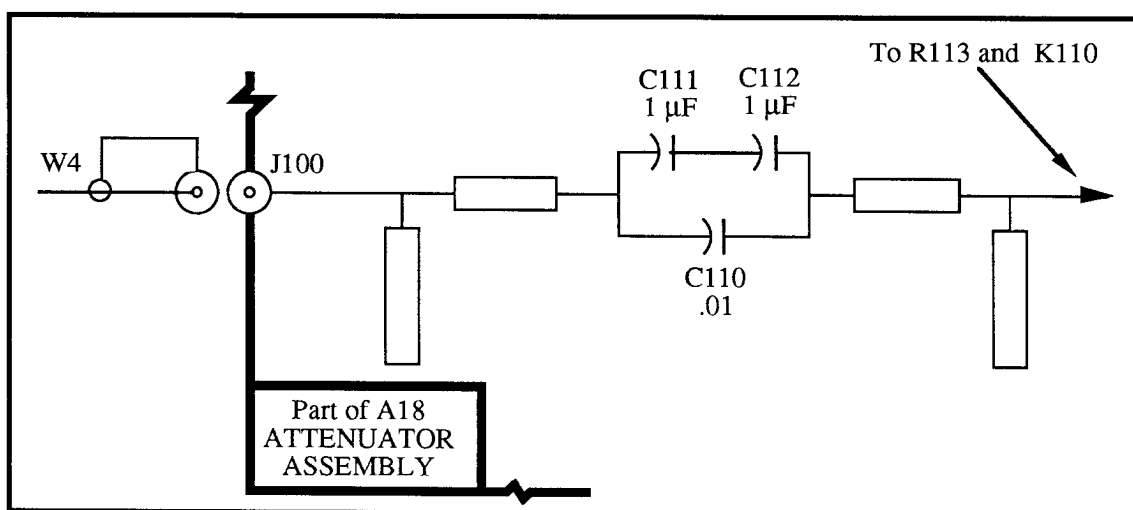 To R113 and K110
C111
1 µF
C112
1 µF
W4
J100
C110
.01
Part of A18
ATTENUATOR
ASSEMBLY